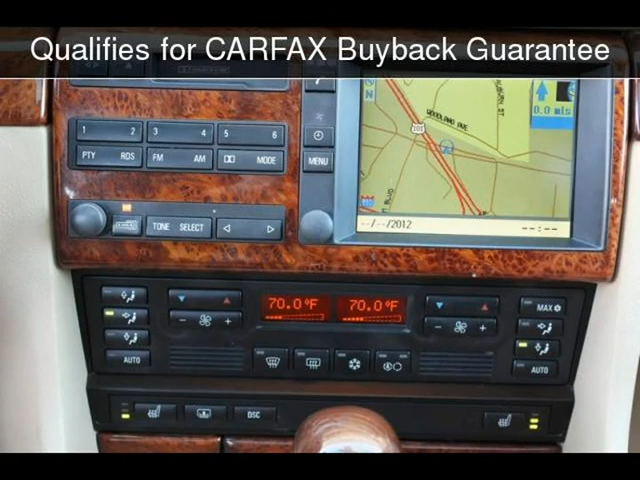 Qualifies for CARFAX Buyback Guarantee
N
WOODLAND AVE
101
0.0 mls
1 2
3 4
5 6
PTY RDS
FM AM
MODE
MENU
TONE SELECT
--/--/2012
--:--
70.0°F
70.0°F
MAX
AUTO
AUTO
DSC